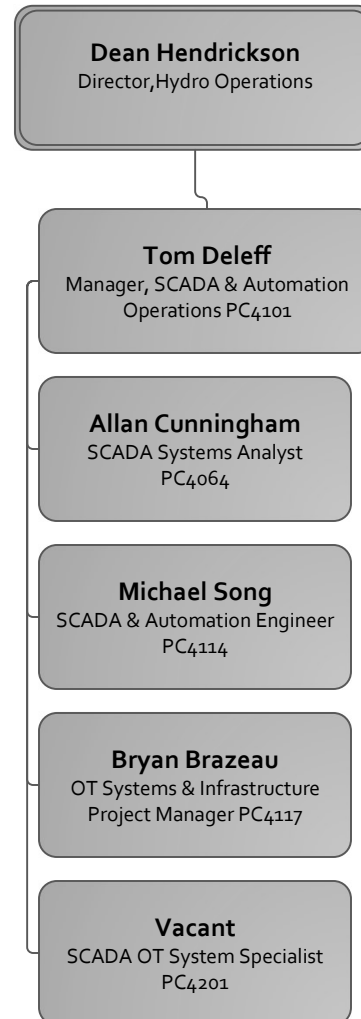 Dean Hendrickson
Director,Hydro Operations
Tom Deleff
Manager, SCADA & Automation
Operations PC4101
Allan Cunningham
SCADA Systems Analyst
PC4064
Michael Song
SCADA & Automation Engineer
PC4114
Bryan Brazeau
OT Systems & Infrastructure
Project Manager PC4117
Vacant
SCADA OT System Specialist
PC4201